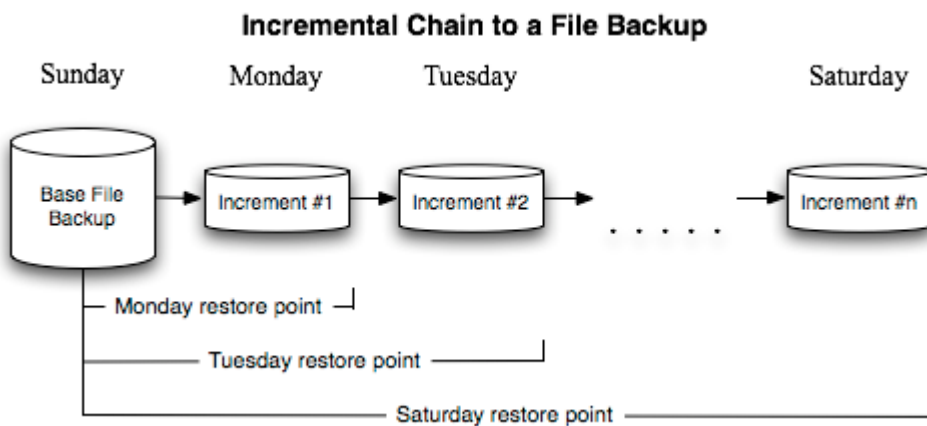 Incremental Chain to a File Backup
Sunday
Monday
Tuesday
Saturday
Base File
Backup
Increment #1
Increment #2
. . . . .
Increment #n
Monday restore point
Tuesday restore point
Saturday restore point